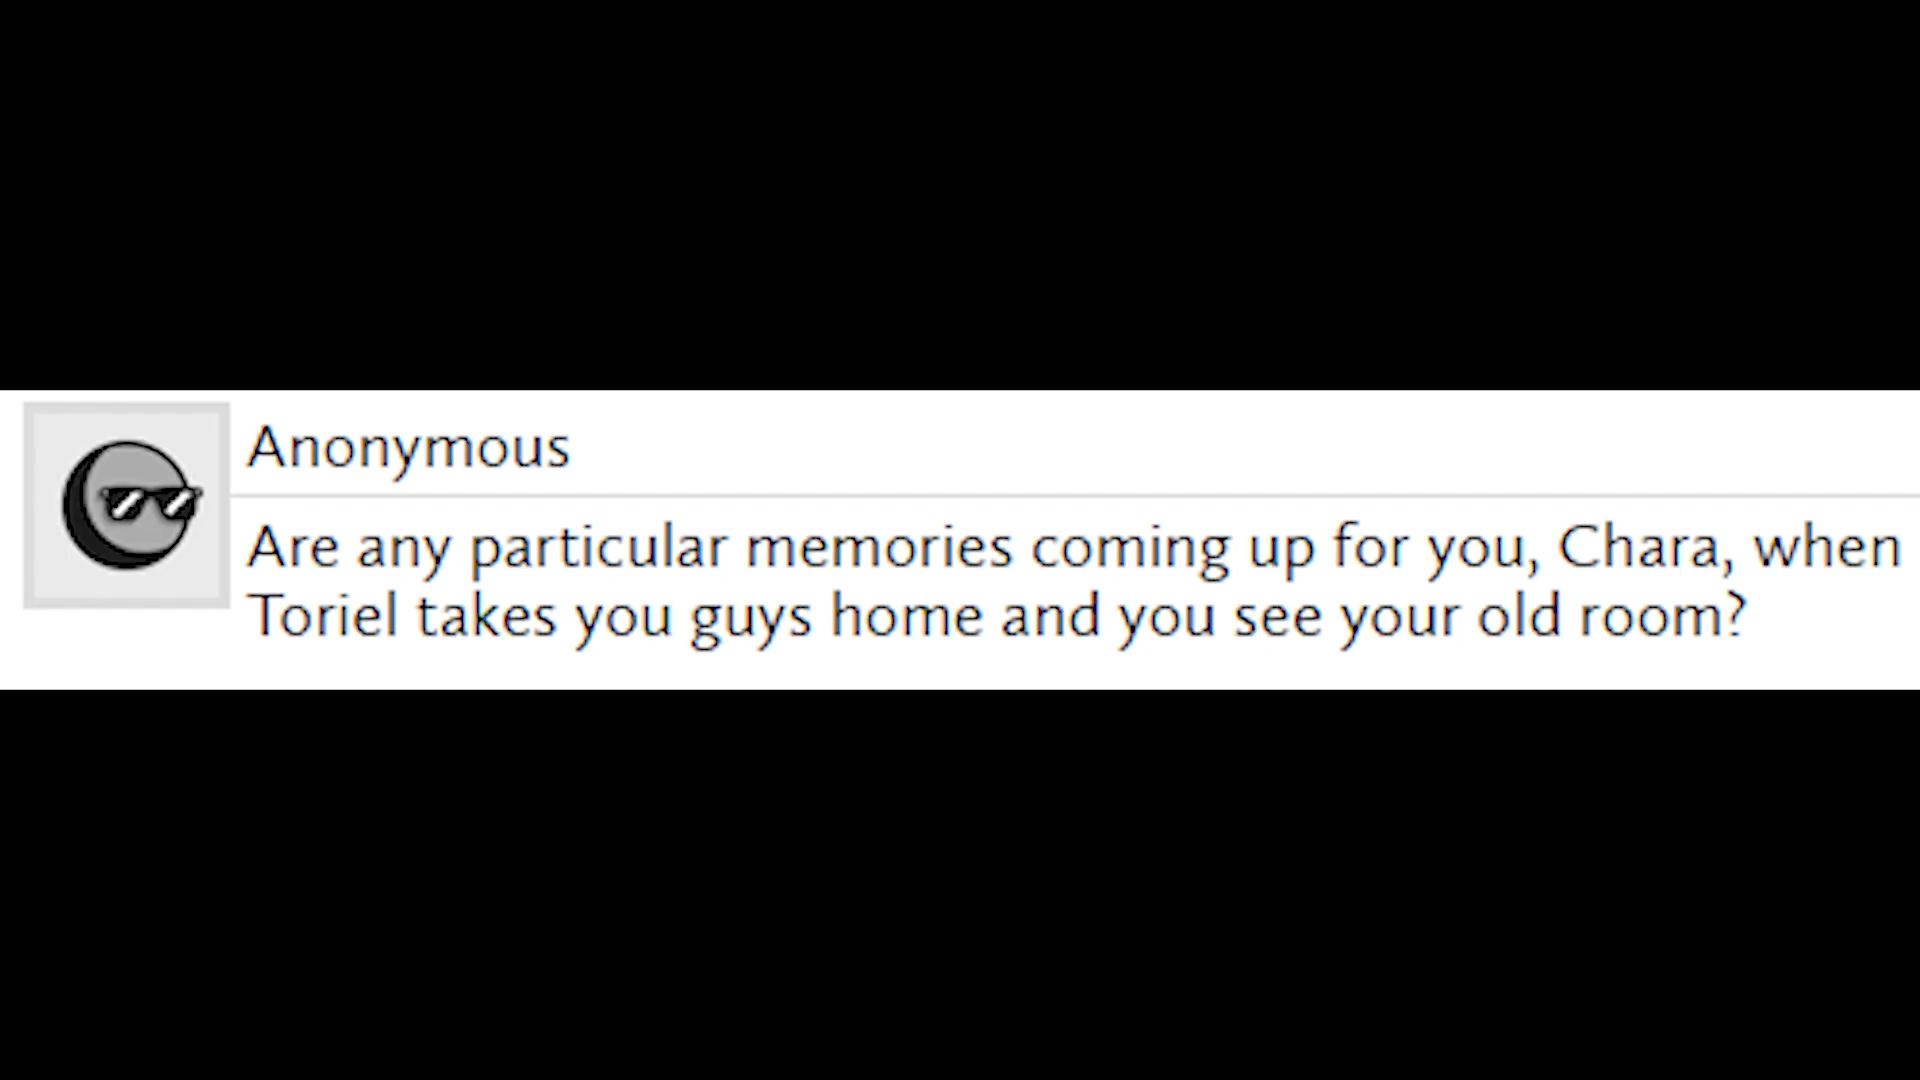 Anonymous
Are any particular memories coming up for you, Chara, when
Toriel takes you guys home and you see your old room?